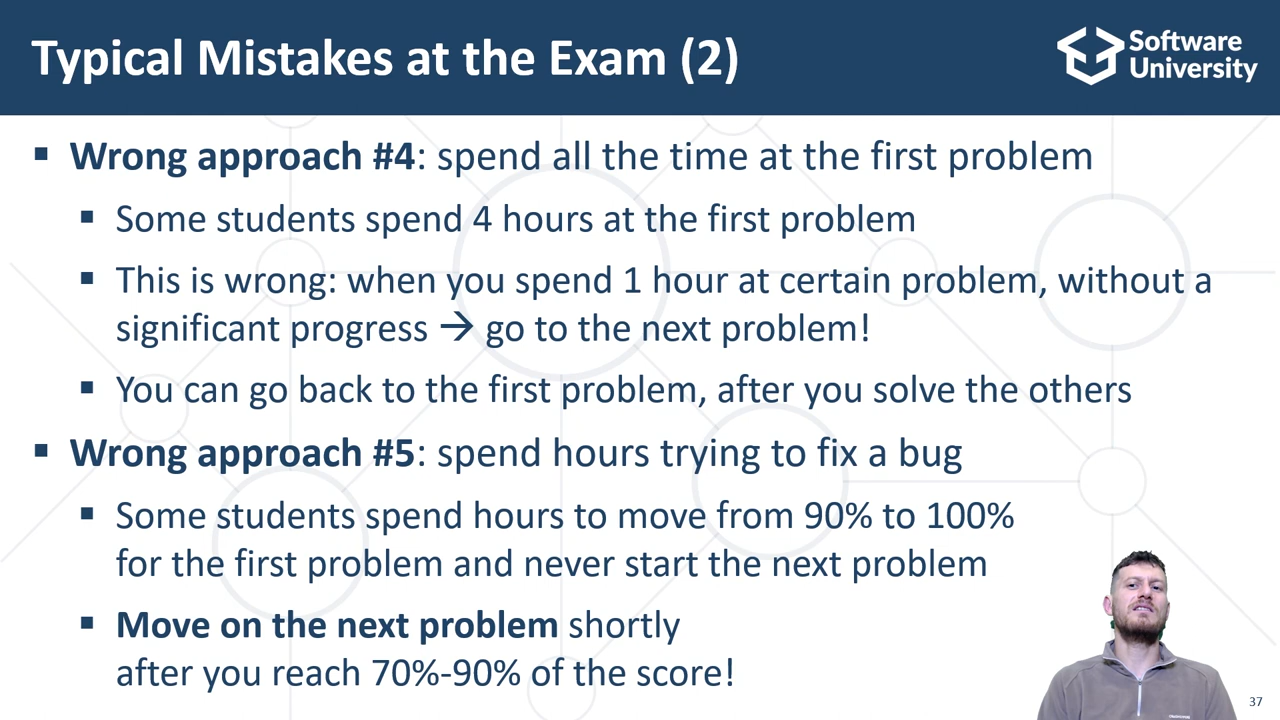 Typical Mistakes at the Exam (2)
Software
University
▪ Wrong approach #4: spend all the time at the first problem
▪ Some students spend 4 hours at the first problem
▪ This is wrong: when you spend 1 hour at certain problem, without a
significant progress → go to the next problem!
▪ You can go back to the first problem, after you solve the others
▪ Wrong approach #5: spend hours trying to fix a bug
▪ Some students spend hours to move from 90% to 100%
for the first problem and never start the next problem
▪ Move on the next problem shortly
after you reach 70%-90% of the score!
37